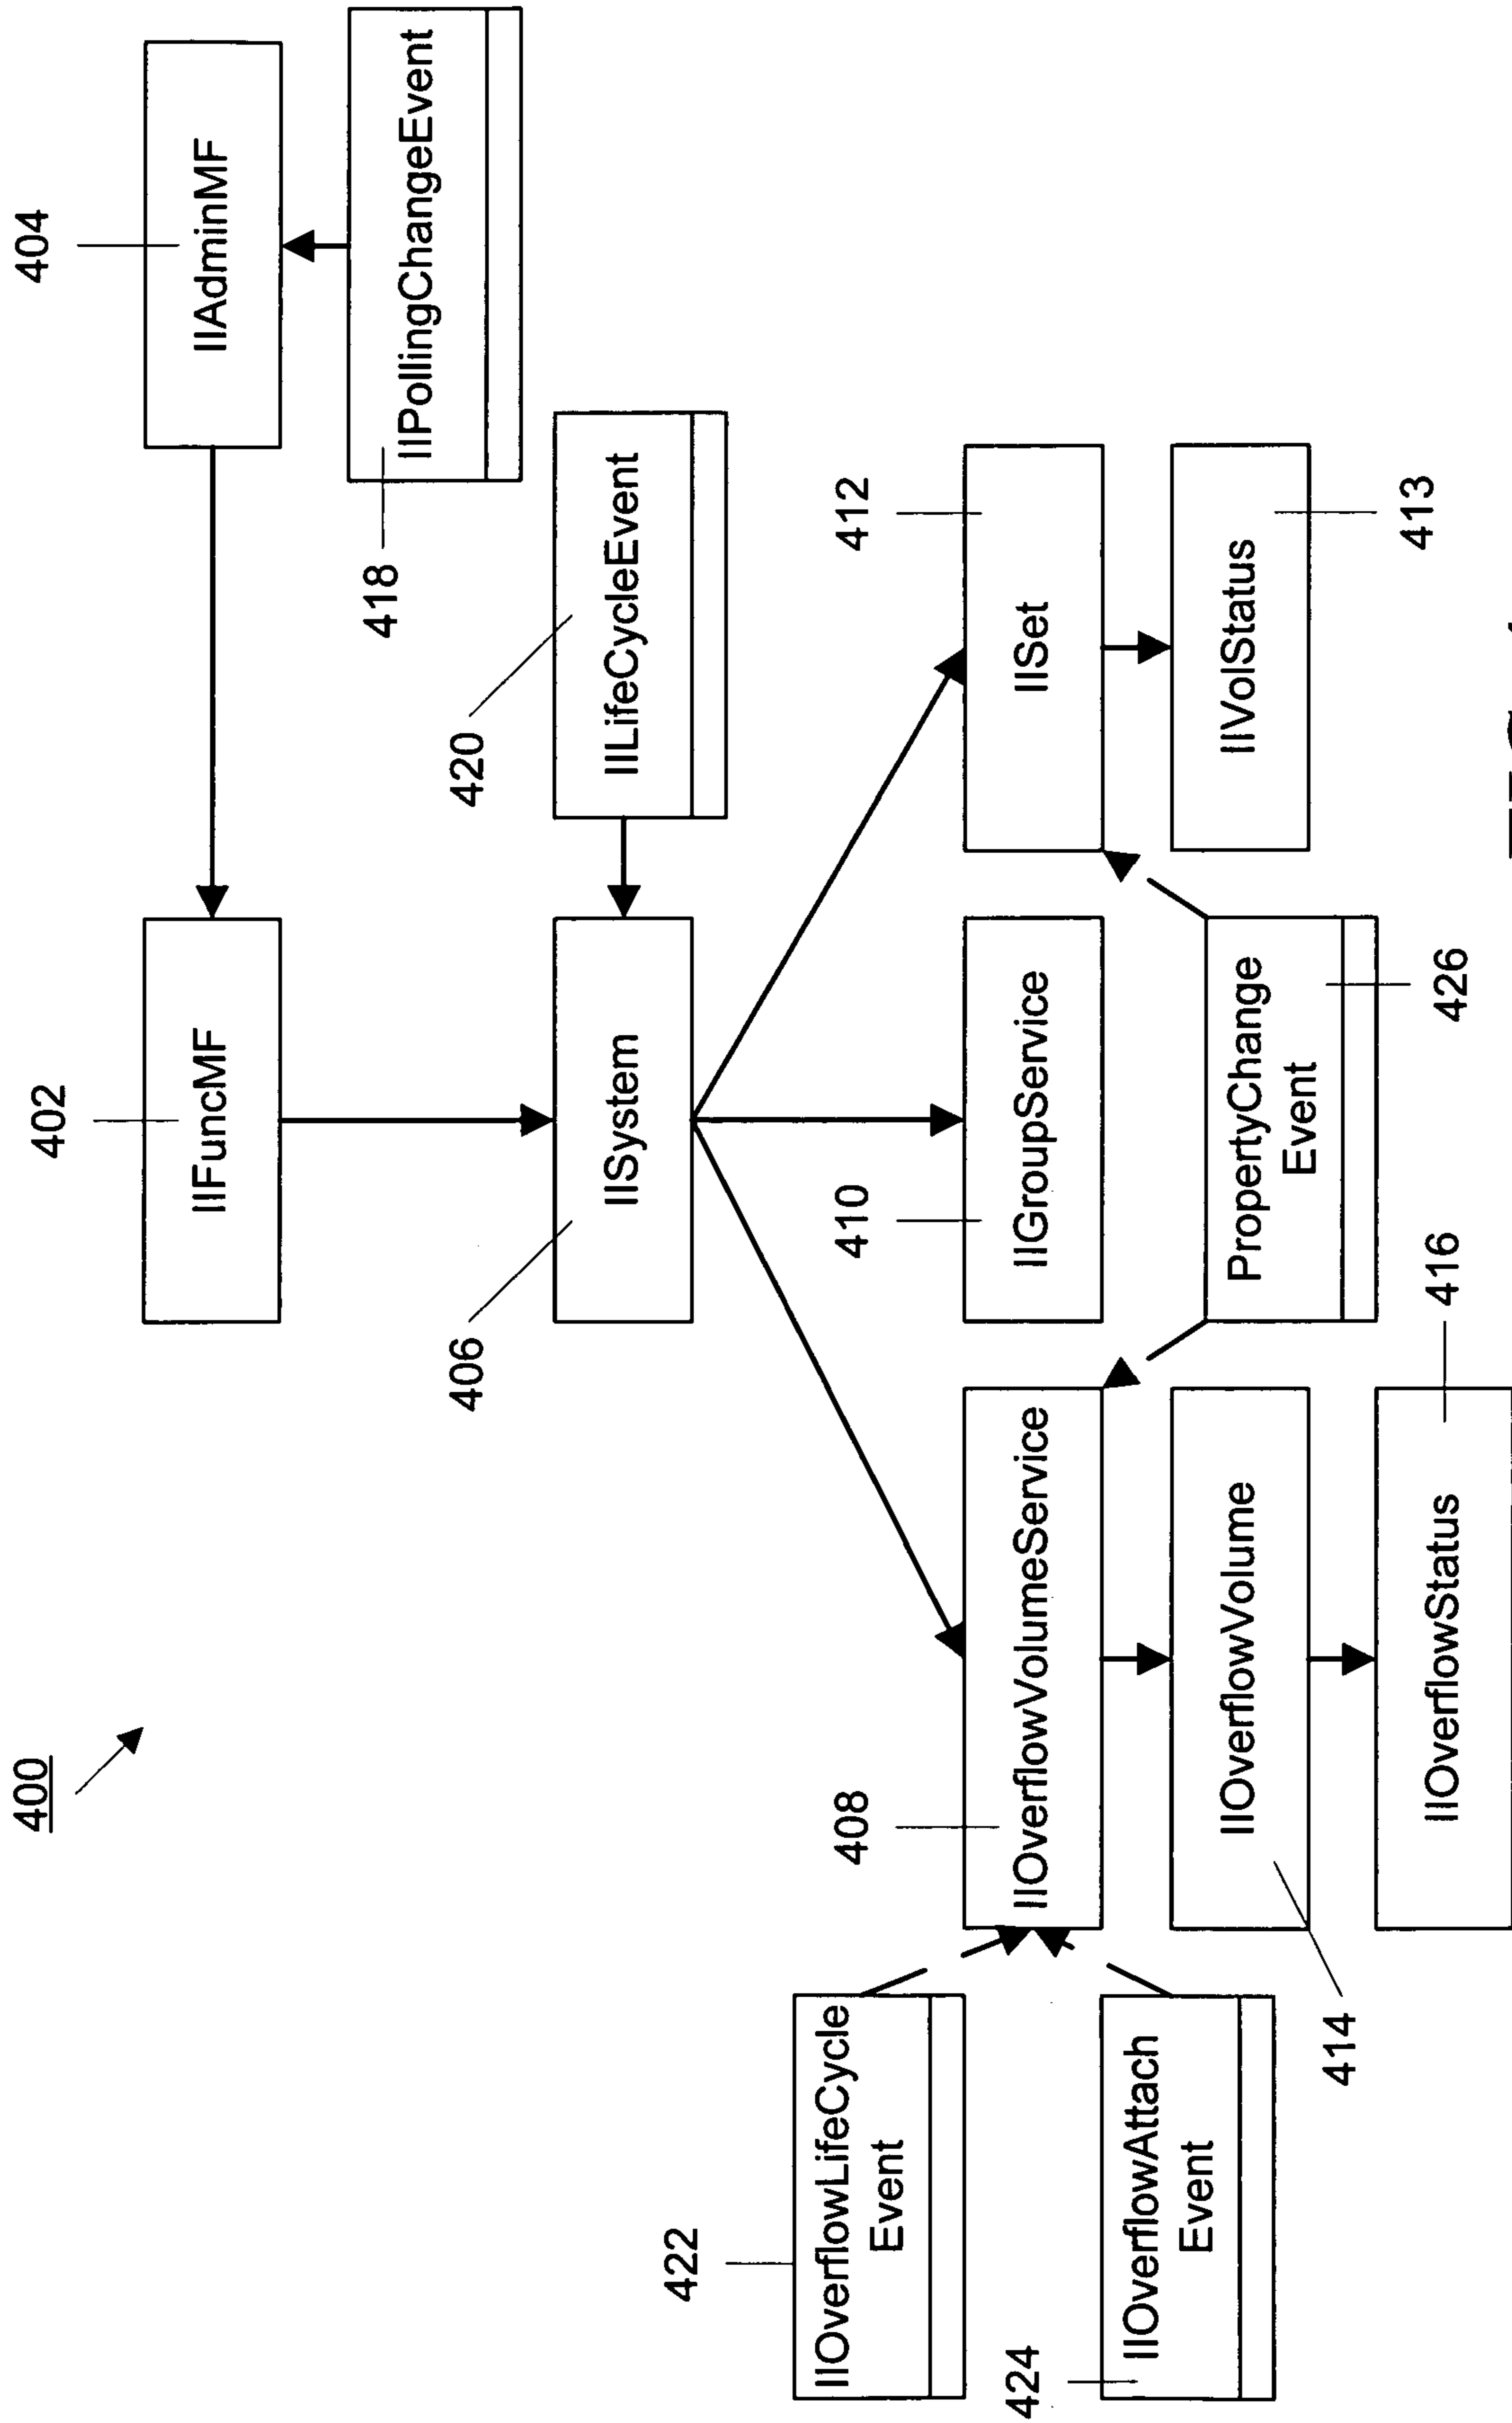 400
402
404
IIFuncMF
IIAdminMF
418
IIPollingChangeEvent
406
420
IISystem
IILifeCycleEvent
422
IIOverflowLifeCycle
Event
408
410
412
IIOverflowVolumeService
IIGroupService
IISet
424
IIOverflowAttach
Event
IIOverflowVolume
PropertyChange
Event
IIVolStatus
414
416
426
413
IIOverflowStatus